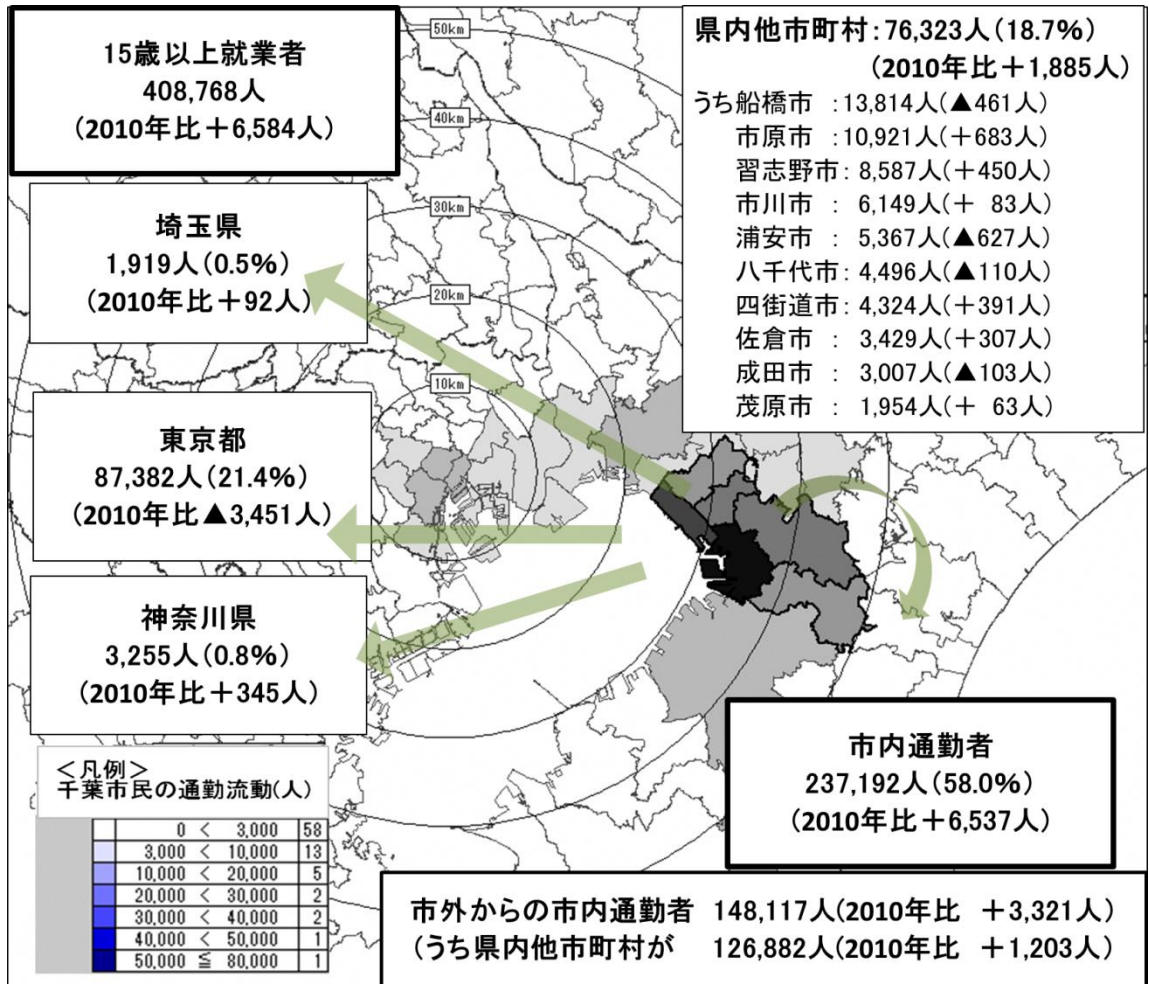 15歳以上就業者
408,768人
(2010年比+6,584人)
県内他市町村:76,323人(18.7%)
(2010年比+1,885人)
うち船橋市 :13,814人(▲461人)
市原市 :10,921人(+683人)
習志野市: 8,587人(+450人)
市川市 : 6,149人(+ 83人)
浦安市 : 5,367人(▲627人)
八千代市: 4,496人(▲110人)
四街道市: 4,324人(+391人)
佐倉市 : 3,429人(+307人)
成田市 : 3,007人(▲103人)
茂原市 : 1,954人(+ 63人)
50km
40km
30km
20km
10km
埼玉県
1,919人(0.5%)
(2010年比+92人)
東京都
87,382人(21.4%)
(2010年比▲3,451人)
神奈川県
3,255人(0.8%)
(2010年比+345人)
市内通勤者
237,192人(58.0%)
(2010年比+6,537人)
<凡例>
千葉市民の通勤流動(人)
0 < 3,000 58
3,000 < 10,000 13
10,000 < 20,000 5
20,000 < 30,000 2
30,000 < 40,000 2
40,000 < 50,000 1
50,000 ≦ 80,000 1
市外からの市内通勤者 148,117人(2010年比 +3,321人)
(うち県内他市町村が 126,882人(2010年比 +1,203人)